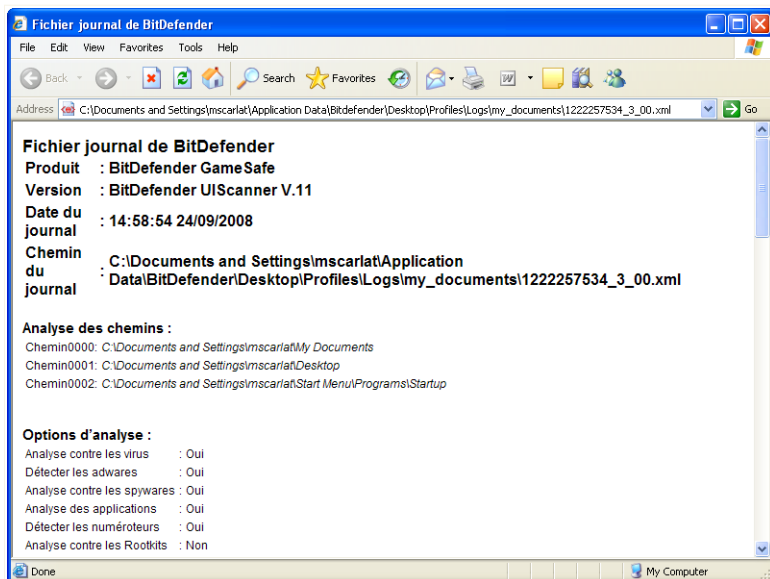 Fichier journal de BitDefender
File Edit View Favorites Tools Help
Back Search Favorites
Address C:\Documents and Settings\mscarlat\Application Data\Bitdefender\Desktop\Profiles\Logs\my_documents\1222257534_3_00.xml Go
Fichier journal de BitDefender
Produit : BitDefender GameSafe
Version : BitDefender UIScanner V.11
Date du
journal : 14:58:54 24/09/2008
Chemin
du
journal : C:\Documents and Settings\mscarlat\Application
Data\BitDefender\Desktop\Profiles\Logs\my_documents\1222257534_3_00.xml
Analyse des chemins :
Chemin0000: C:\Documents and Settings\mscarlat\My Documents
Chemin0001: C:\Documents and Settings\mscarlat\Desktop
Chemin0002: C:\Documents and Settings\mscarlat\Start Menu\Programs\Startup
Options d'analyse :
Analyse contre les virus : Oui
Détecter les adwares : Oui
Analyse contre les spywares : Oui
Analyse des applications : Oui
Détecter les numéroteurs : Oui
Analyse contre les Rootkits : Non
Done My Computer